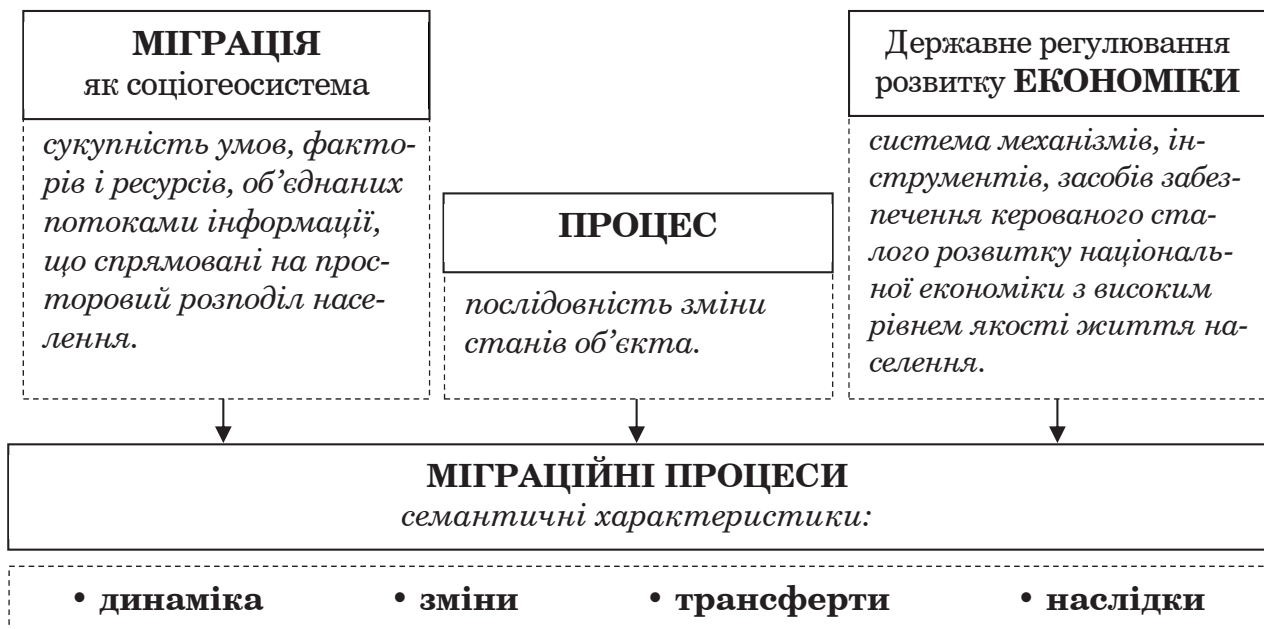 МІГРАЦІЯ
як соціогеосистема
сукупність умов, факто-
рів і ресурсів, об’єднаних
потоками інформації,
що спрямовані на прос-
торовий розподіл насе-
лення.
ПРОЦЕС
послідовність зміни
станів об’єкта.
Державне регулювання
розвитку ЕКОНОМІКИ
система механізмів, ін-
струментів, засобів забез-
печення керованого ста-
лого розвитку національ-
ної економіки з високим
рівнем якості життя на-
селення.
МІГРАЦІЙНІ ПРОЦЕСИ
семантичні характеристики:
• динаміка • зміни • трансферти • наслідки